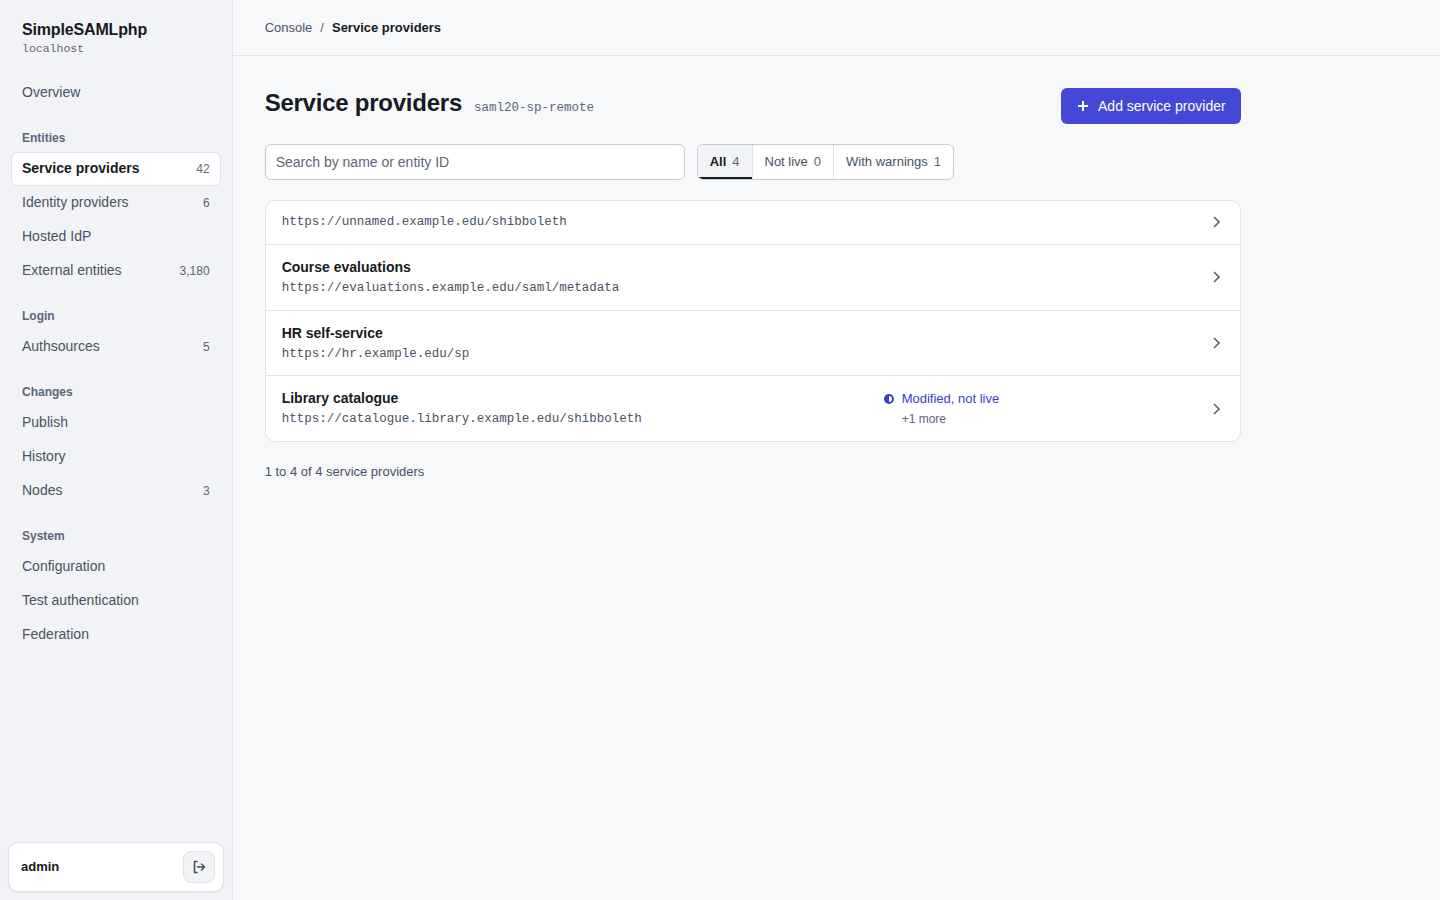 SimpleSAMLphp
localhost
Overview
Entities
Service providers 42
Identity providers 6
Hosted IdP
External entities 3,180
Login
Authsources 5
Changes
Publish
History
Nodes 3
System
Configuration
Test authentication
Federation
admin
Console / Service providers
Service providers saml20-sp-remote
Add service provider
Search by name or entity ID
All 4 Not live 0 With warnings 1
https://unnamed.example.edu/shibboleth
Course evaluations
https://evaluations.example.edu/saml/metadata
HR self-service
https://hr.example.edu/sp
Library catalogue
https://catalogue.library.example.edu/shibboleth
Modified, not live
+1 more
1 to 4 of 4 service providers